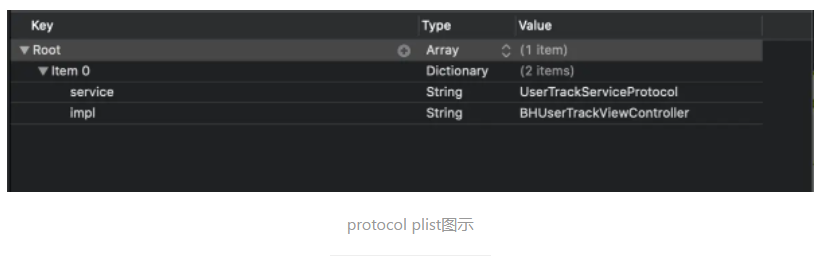 Key Type Value
Root Array (1 item)
Item 0 Dictionary (2 items)
service String UserTrackServiceProtocol
impl String BHUserTrackViewController
protocol plist图示